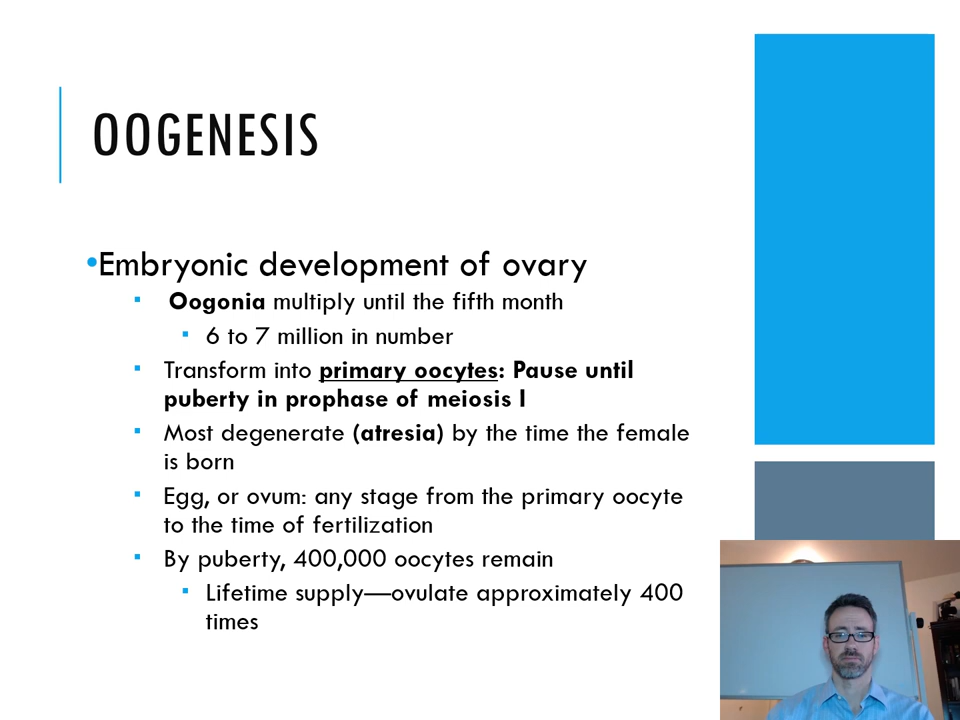 OOGENESIS
•Embryonic development of ovary
▪ Oogonia multiply until the fifth month
▪ 6 to 7 million in number
▪ Transform into primary oocytes: Pause until
puberty in prophase of meiosis I
▪ Most degenerate (atresia) by the time the female
is born
▪ Egg, or ovum: any stage from the primary oocyte
to the time of fertilization
▪ By puberty, 400,000 oocytes remain
▪ Lifetime supply—ovulate approximately 400
times